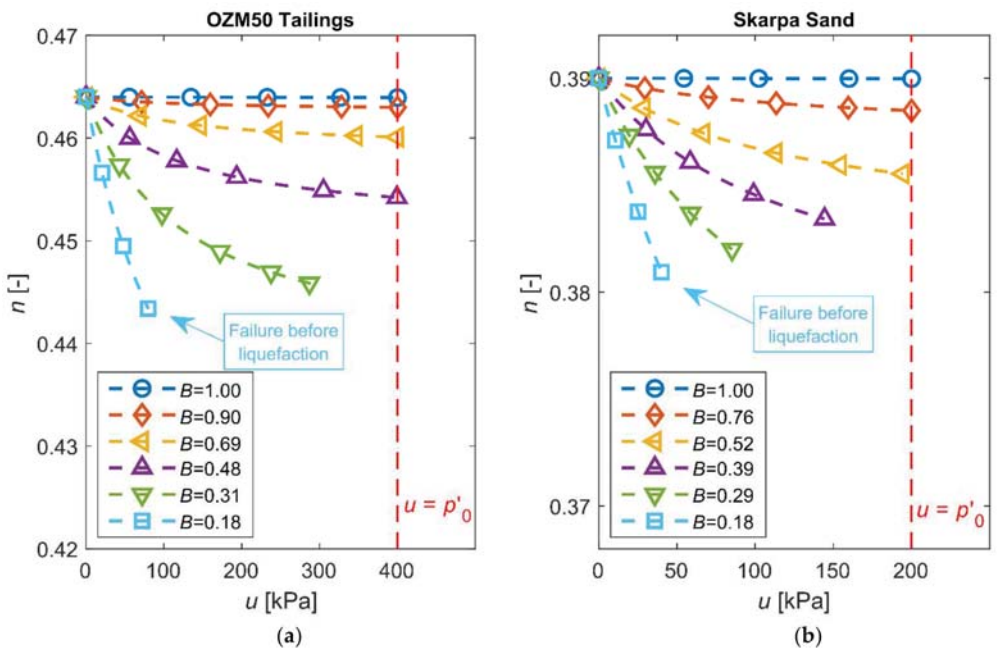 OZM50 Tailings
0.47
0.46
0.45
0.44
0.43
0.42
n [-]
Failure before
liquefaction
B=1.00
B=0.90
B=0.69
B=0.48
B=0.31
B=0.18
u = p'0
0
100
200
300
400
u [kPa]
(a)
Skarpa Sand
0.39
0.38
0.37
n [-]
Failure before
liquefaction
B=1.00
B=0.76
B=0.52
B=0.39
B=0.29
B=0.18
u = p'0
0
50
100
150
200
u [kPa]
(b)